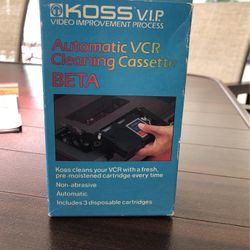 KOSS V.I.P.
VIDEO IMPROVEMENT PROCESS
Automatic VCR
Cleaning Cassette
BETA
Koss cleans your VCR with a fresh,
pre-moistened cartridge every time
Non-abrasive
Automatic
Includes 3 disposable cartridges